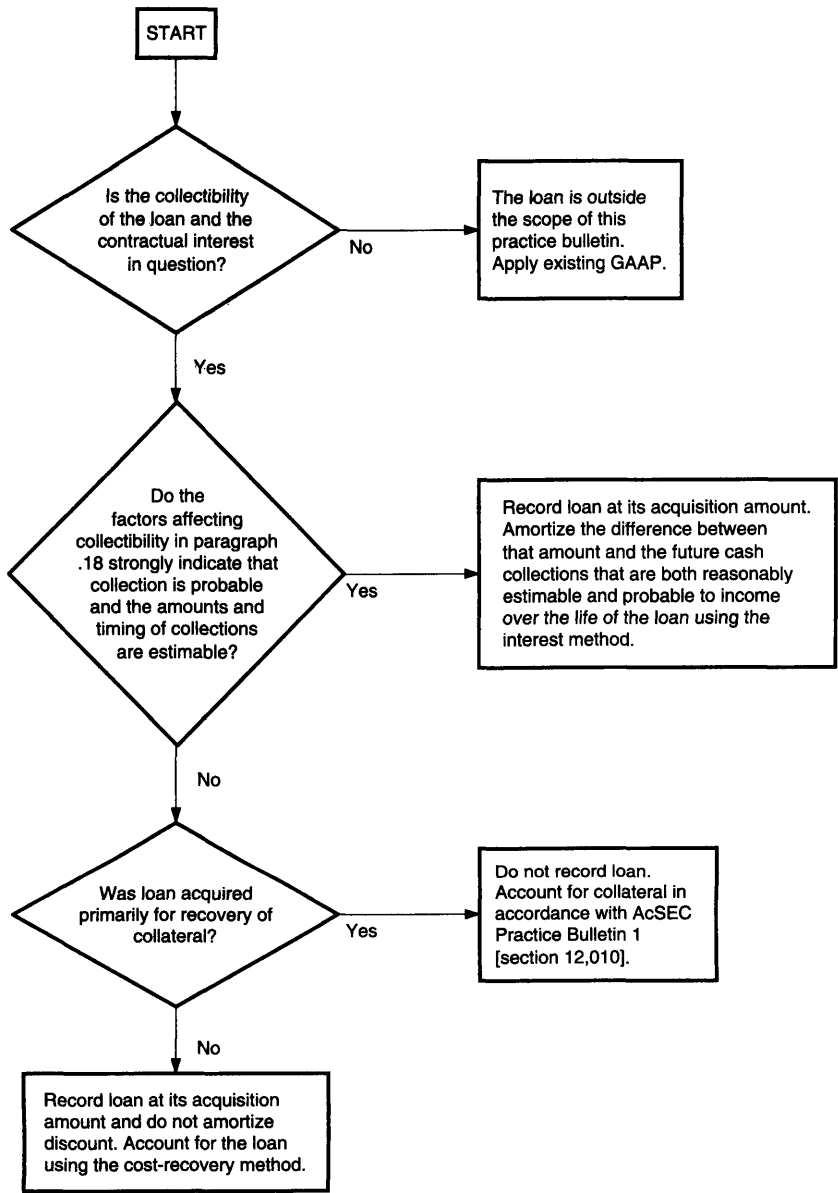 START
Is the collectibility
of the loan and the
contractual interest
in question?
No
The loan is outside
the scope of this
practice bulletin.
Apply existing GAAP.
Yes
Do the
factors affecting
collectibility in paragraph
.18 strongly indicate that
collection is probable
and the amounts and
timing of collections
are estimable?
Yes
Record loan at its acquisition amount.
Amortize the difference between
that amount and the future cash
collections that are both reasonably
estimable and probable to income
over the life of the loan using the
interest method.
No
Was loan acquired
primarily for recovery of
collateral?
Yes
Do not record loan.
Account for collateral in
accordance with AcSEC
Practice Bulletin 1
[section 12,010].
No
Record loan at its acquisition
amount and do not amortize
discount. Account for the loan
using the cost-recovery method.